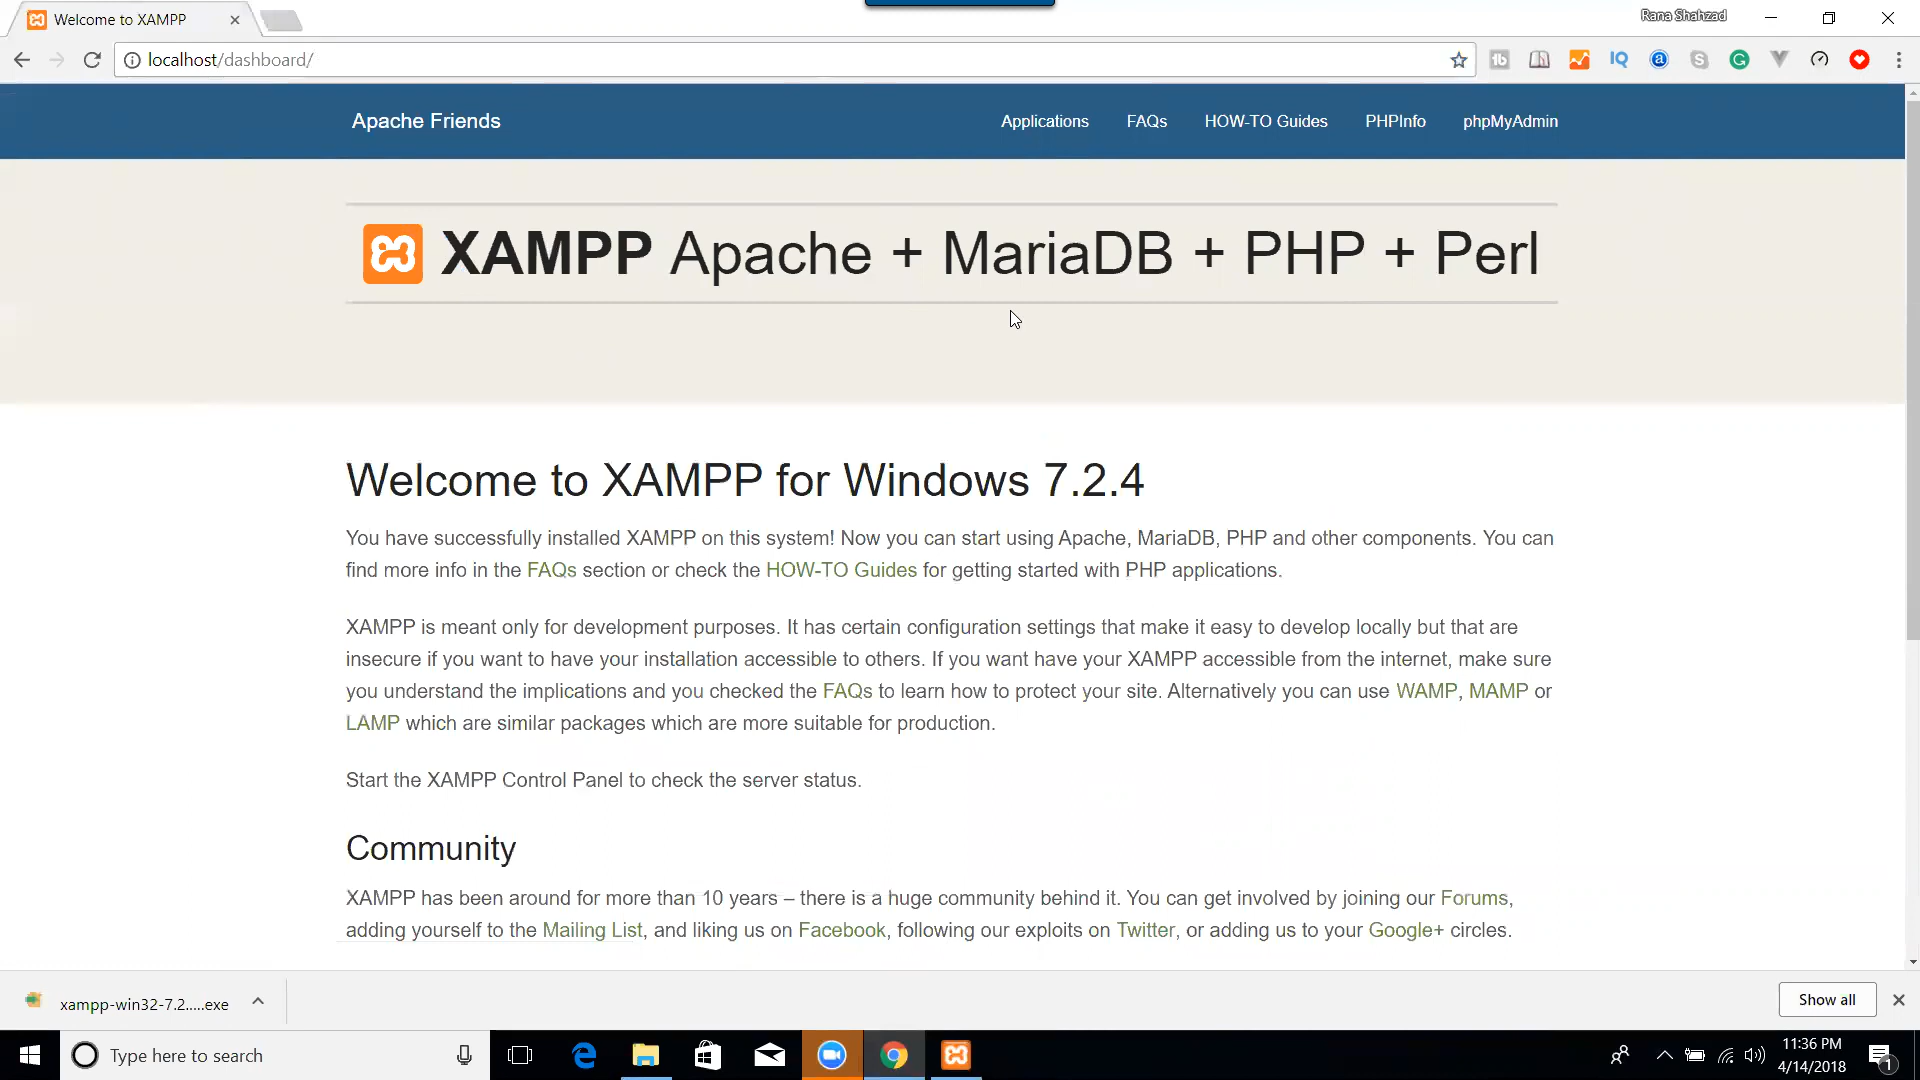 Welcome to XAMPP
Rana Shahzad
localhost/dashboard/
Apache Friends
Applications
FAQs
HOW-TO Guides
PHPInfo
phpMyAdmin
XAMPP Apache + MariaDB + PHP + Perl
Welcome to XAMPP for Windows 7.2.4
You have successfully installed XAMPP on this system! Now you can start using Apache, MariaDB, PHP and other components. You can
find more info in the FAQs section or check the HOW-TO Guides for getting started with PHP applications.
XAMPP is meant only for development purposes. It has certain configuration settings that make it easy to develop locally but that are
insecure if you want to have your installation accessible to others. If you want have your XAMPP accessible from the internet, make sure
you understand the implications and you checked the FAQs to learn how to protect your site. Alternatively you can use WAMP, MAMP or
LAMP which are similar packages which are more suitable for production.
Start the XAMPP Control Panel to check the server status.
Community
XAMPP has been around for more than 10 years – there is a huge community behind it. You can get involved by joining our Forums,
adding yourself to the Mailing List, and liking us on Facebook, following our exploits on Twitter, or adding us to your Google+ circles.
xampp-win32-7.2.....exe
Show all
Type here to search
11:36 PM
4/14/2018
1